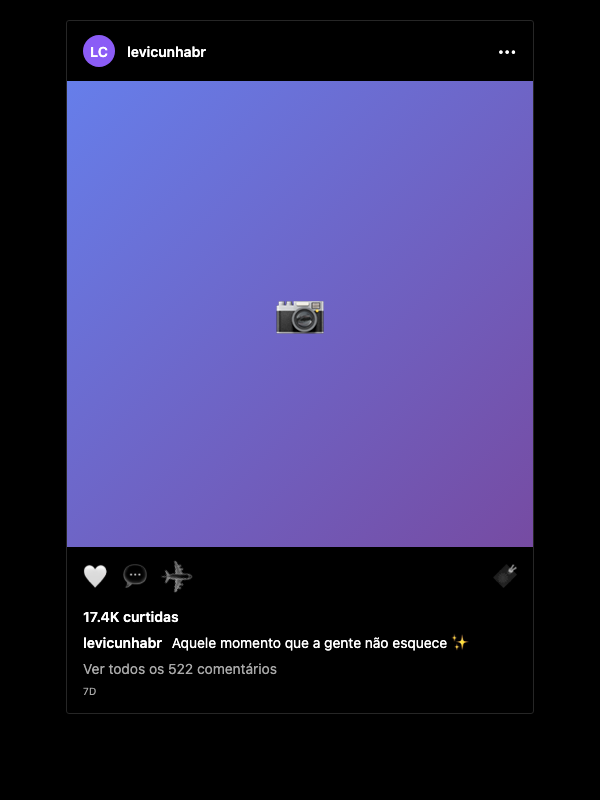 LC levicunhabr
17.4K curtidas
levicunhabr Aquele momento que a gente não esquece ✨
Ver todos os 522 comentários
7D